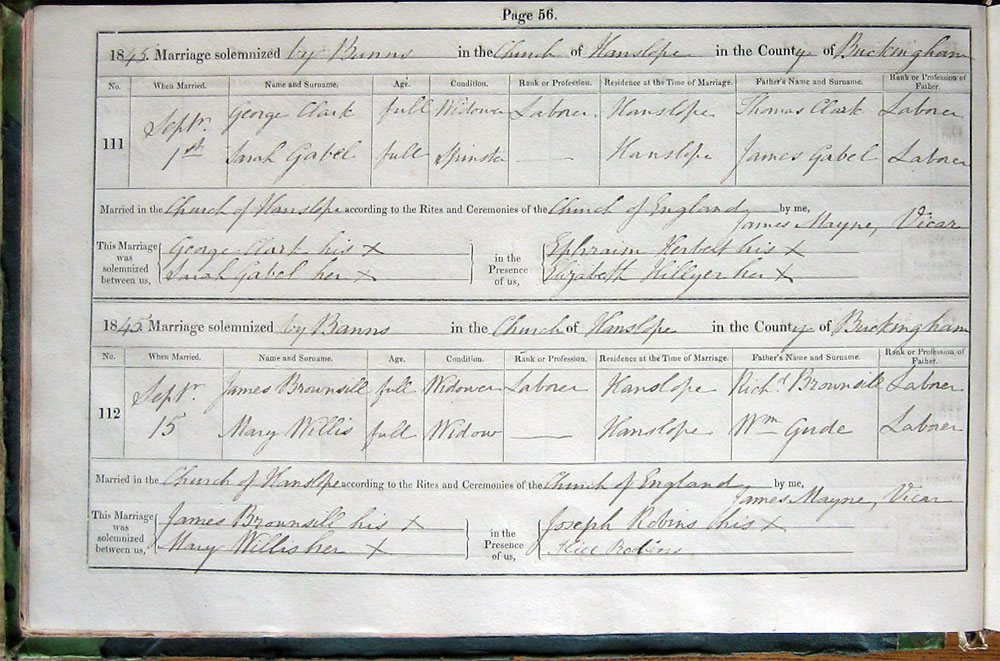 Page 56.
1845. Marriage solemnized by Banns in the Church of Hanslope in the County of Buckingham
No. When Married. Name and Surname. Age. Condition. Rank or Profession. Residence at the Time of Marriage. Father's Name and Surname. Rank or Profession of Father.
111 Septr. 1st George Clark full Widower Laborer Hanslope Thomas Clark Laborer
Sarah Gabel full Spinster — Hanslope James Gabel Laborer
Married in the Church of Hanslope according to the Rites and Ceremonies of the Church of England by me,
James Mayne, Vicar
This Marriage was solemnized between us, George Clark his X in the Presence of us, Ephraim Herbert his X
Sarah Gabel her X Elizabeth Hillyer her X
1845. Marriage solemnized by Banns in the Church of Hanslope in the County of Buckingham
No. When Married. Name and Surname. Age. Condition. Rank or Profession. Residence at the Time of Marriage. Father's Name and Surname. Rank or Profession of Father.
112 Septr 15 James Brownsill full Widower Laborer Hanslope Richd. Brownsill Laborer
Mary Willis full Widow — Hanslope Wm Gude Laborer
Married in the Church of Hanslope according to the Rites and Ceremonies of the Church of England by me,
James Mayne, Vicar
This Marriage was solemnized between us, James Brownsill his X in the Presence of us, Joseph Robins his X
Mary Willis her X Alice Robins